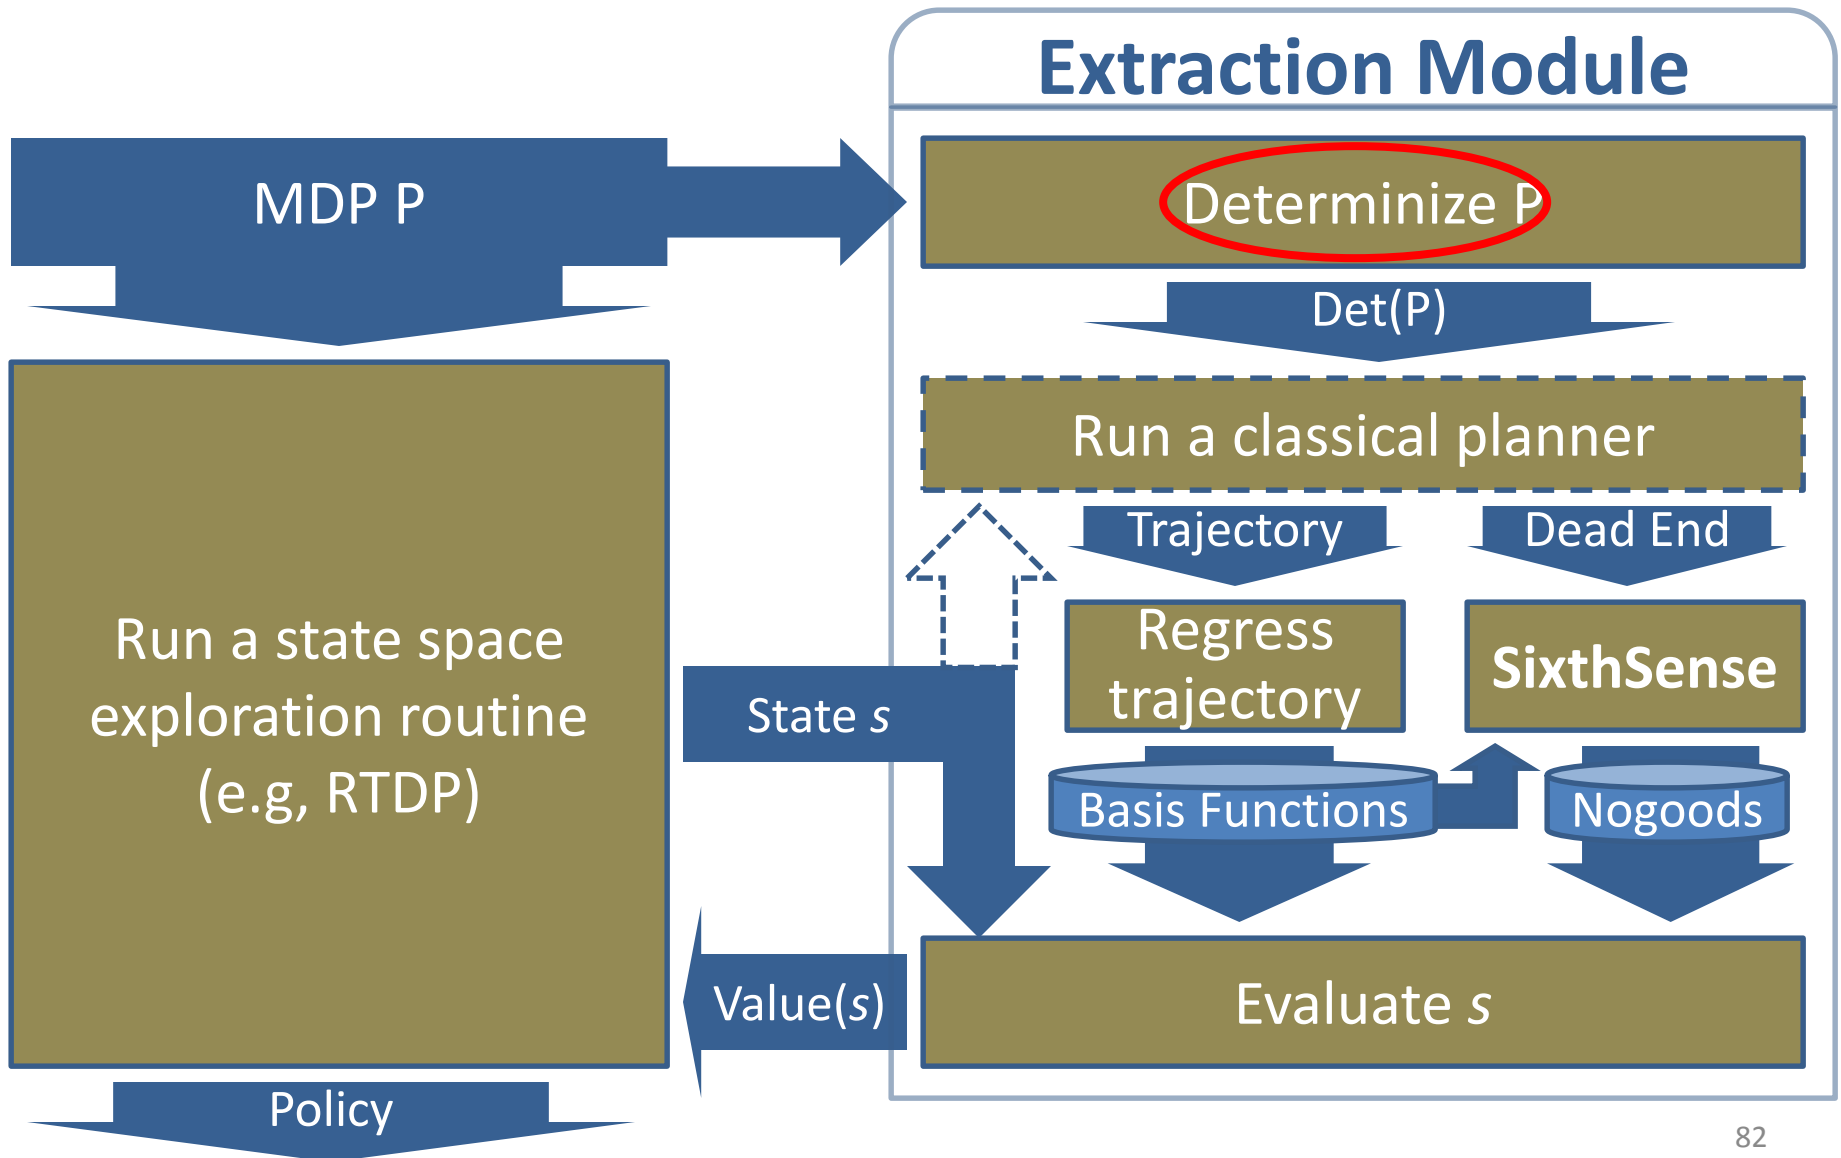 Extraction Module
MDP P
Determinize P
Det(P)
Run a classical planner
Trajectory
Dead End
Run a state space
exploration routine
(e.g, RTDP)
Regress
trajectory
SixthSense
State s
Basis Functions
Nogoods
Value(s)
Evaluate s
Policy
82